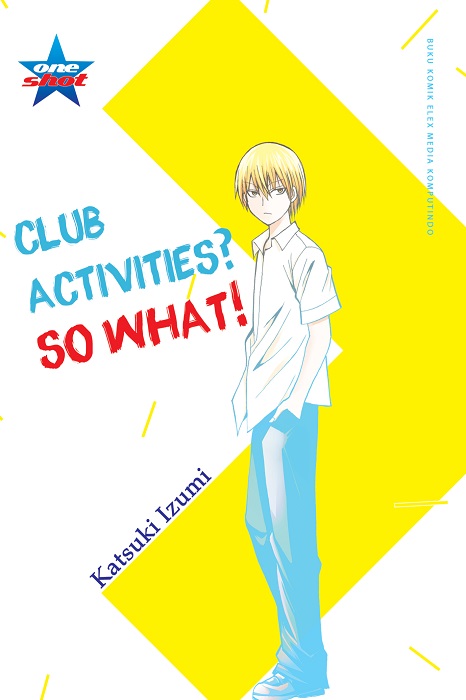 one
shot
BUKU KOMIK ELEX MEDIA KOMPUTINDO
CLUB
ACTIVITIES?
SO WHAT!
Katsuki Izumi